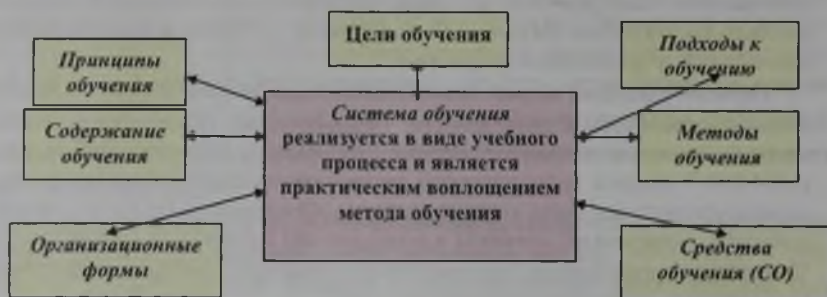 Цели обучения
Принципы
обучения
Подходы к
обучению
Содержание
обучения
Система обучения
реализуется в виде учебного
процесса и является
практическим воплощением
метода обучения
Методы
обучения
Организационные
формы
Средства
обучения (СО)